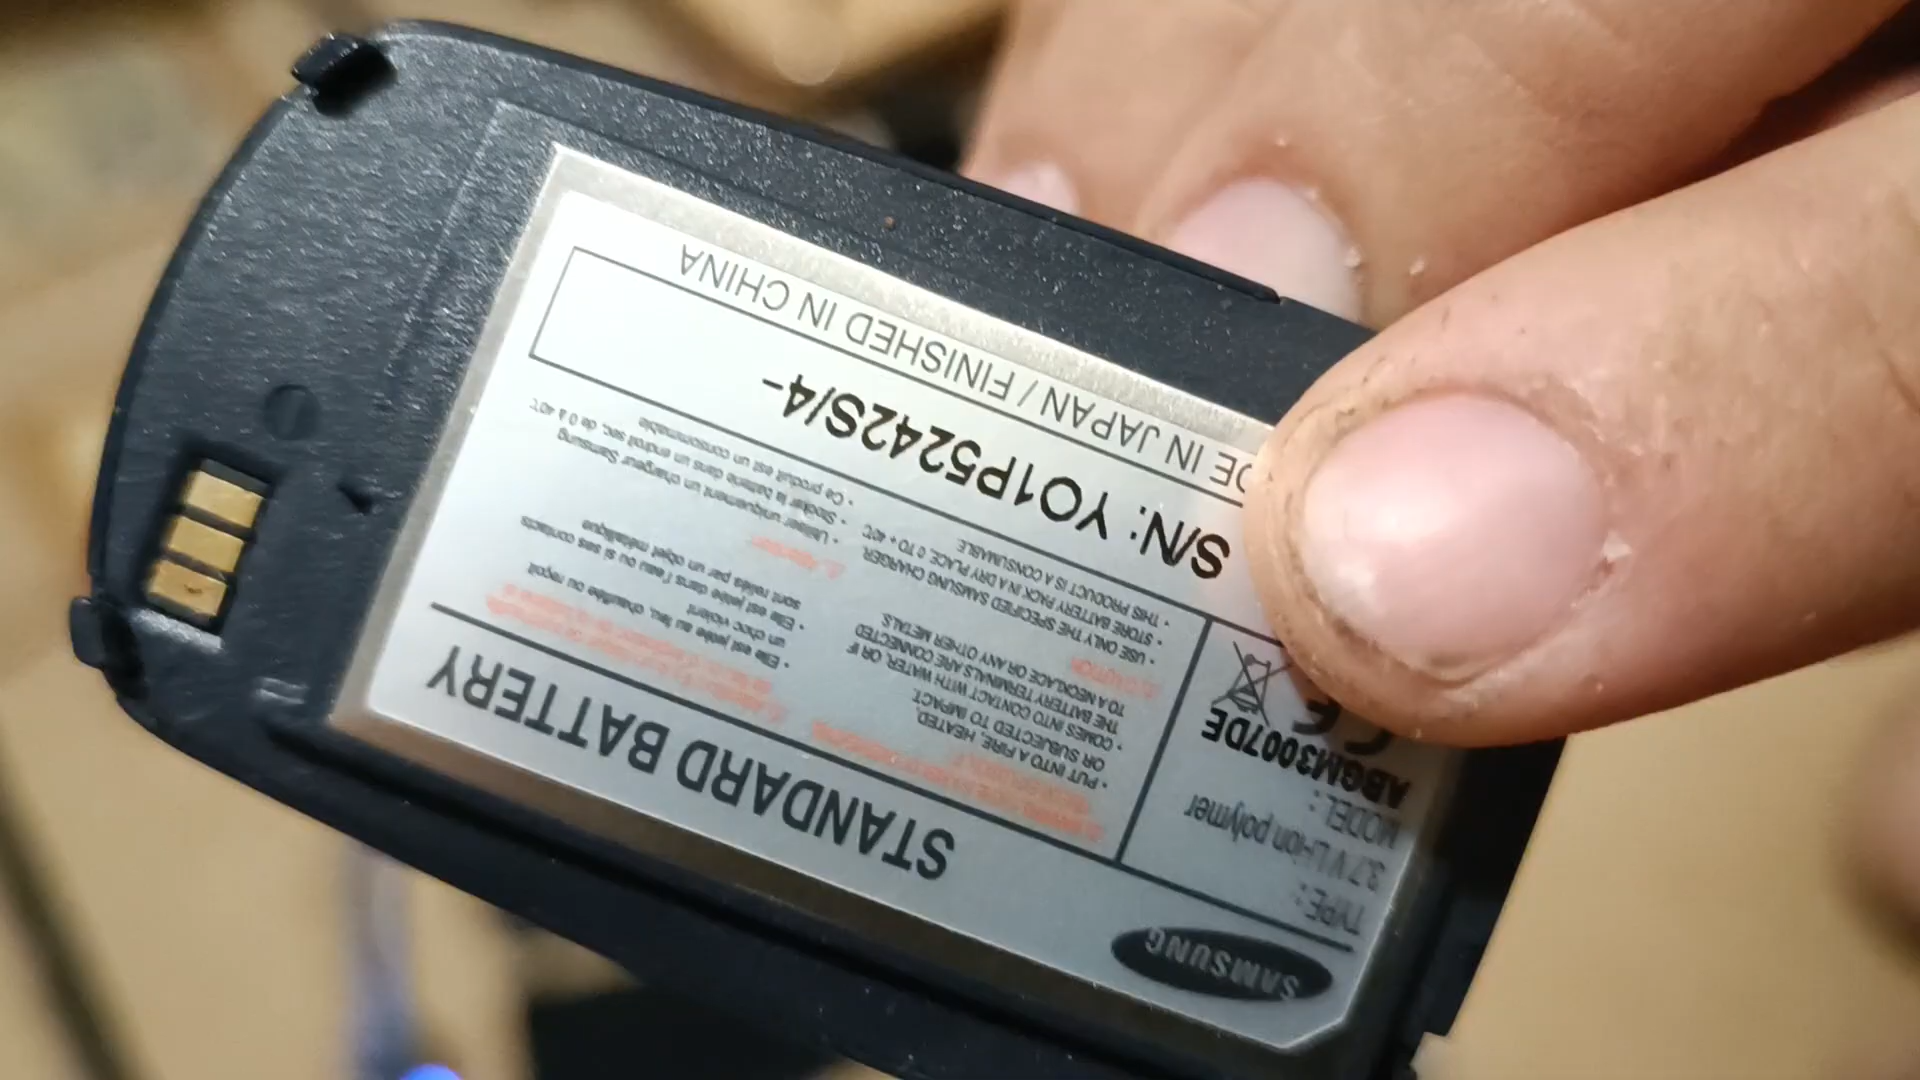 SAMSUNG
STANDARD BATTERY
TYPE:
3.7 V Li-ion polymer
MODEL:
ABGM3007DE
• PUT INTO A FIRE, HEATED,
OR SUBJECTED TO IMPACT.
• COMES INTO CONTACT WITH WATER, OR IF
THE BATTERY TERMINALS ARE CONNECTED
TO A NECKLACE OR ANY OTHER METALS.
CAUTION
• USE ONLY THE SPECIFIED SAMSUNG CHARGER.
• STORE BATTERY PACK IN A DRY PLACE, 0 TO + 40℃
• THIS PRODUCT IS A CONSUMABLE.
• Elle est jetée au feu, chauffée ou reçoit
un choc violent
• Elle est jetée dans l'eau ou si ses contacts
sont reliés par un objet métallique
Attention
• Utiliser uniquement un chargeur Samsung
• Stocker la batterie dans un endroit sec, de 0 à 40℃
• Ce produit est un consommable
S/N: YO1P5242S/4-
IN JAPAN / FINISHED IN CHINA